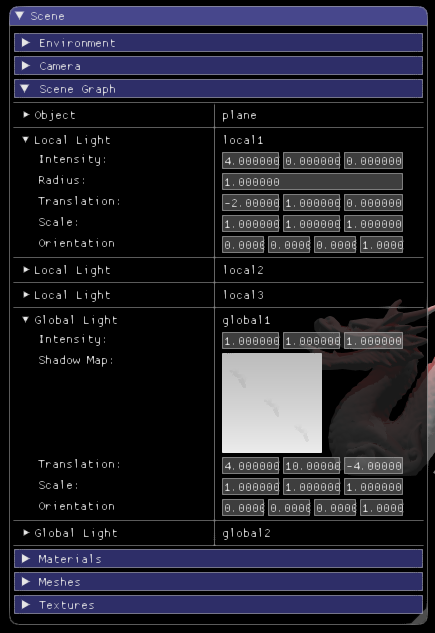 Scene
Environment
Camera
Scene Graph
Object plane
Local Light local1
Intensity: 4.000000 0.000000 0.000000
Radius: 1.000000
Translation: -2.00000 1.000000 0.000000
Scale: 1.000000 1.000000 1.000000
Orientation 0.0000 0.0000 0.0000 1.0000
Local Light local2
Local Light local3
Global Light global1
Intensity: 1.000000 1.000000 1.000000
Shadow Map:
Translation: 4.000000 10.00000 -4.00000
Scale: 1.000000 1.000000 1.000000
Orientation 0.0000 0.0000 0.0000 1.0000
Global Light global2
Materials
Meshes
Textures